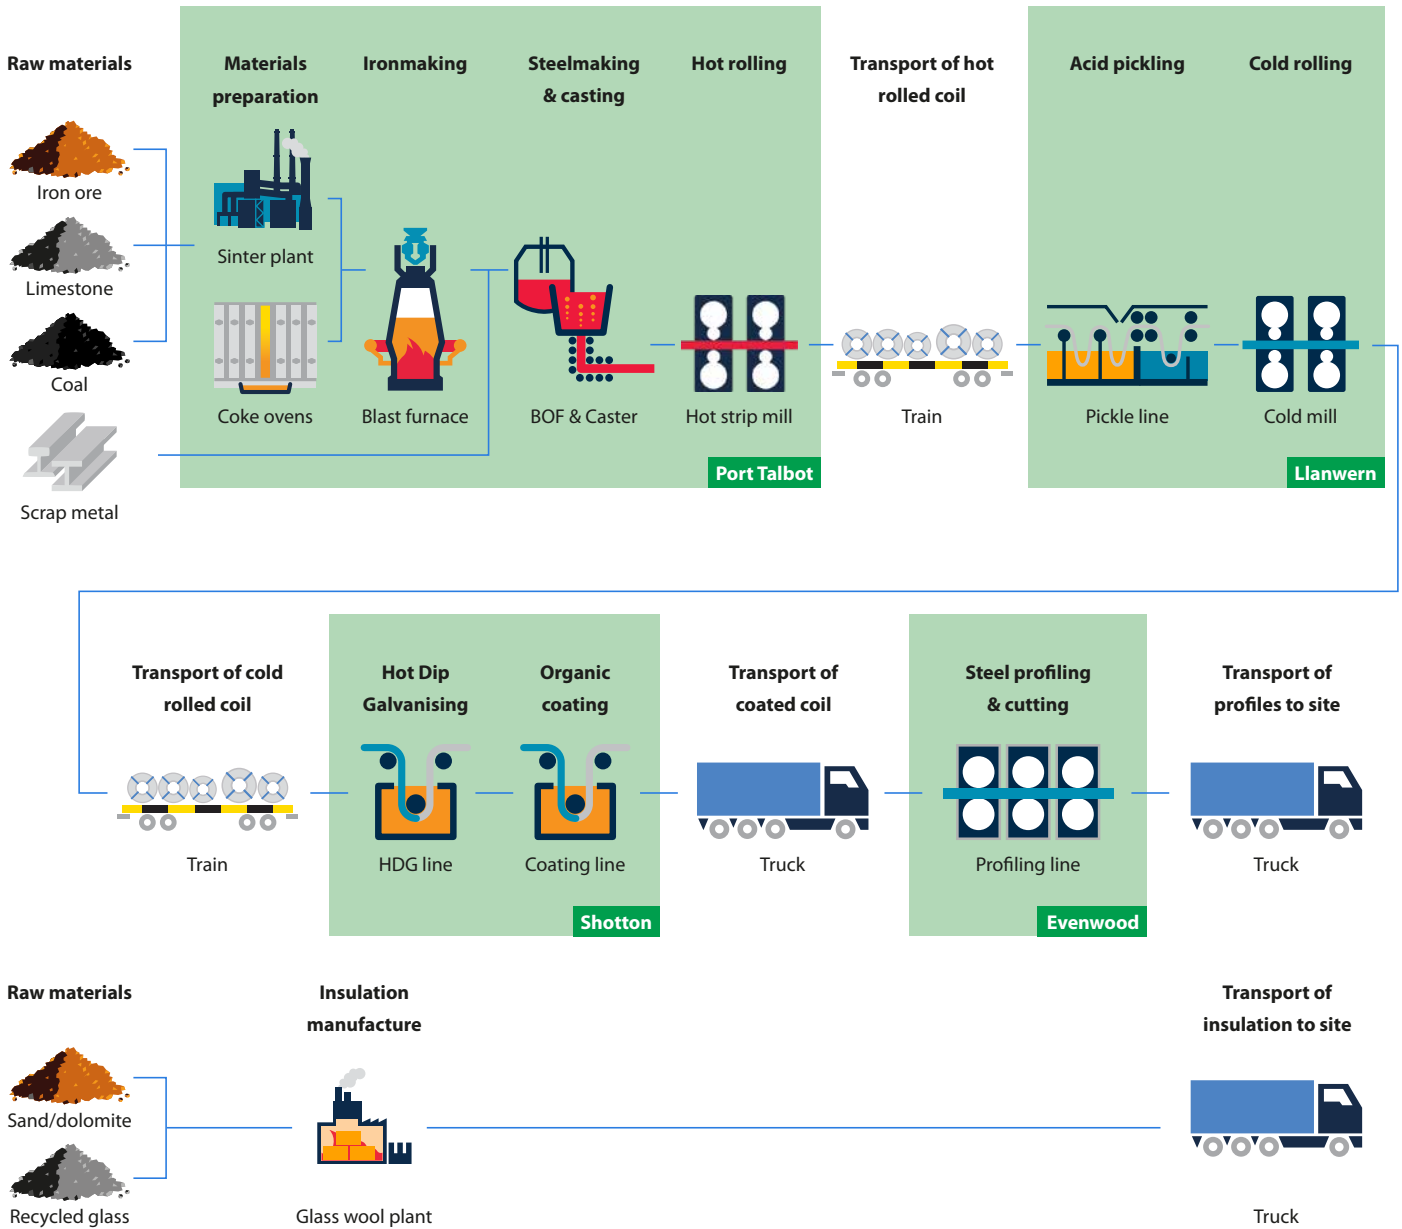 Raw materials
Materials
preparation
Ironmaking
Steelmaking
& casting
Hot rolling
Transport of hot
rolled coil
Acid pickling
Cold rolling
Iron ore
Limestone
Coal
Scrap metal
Sinter plant
Coke ovens
Blast furnace
BOF & Caster
Hot strip mill
Train
Pickle line
Cold mill
Port Talbot
Llanwern
Transport of cold
rolled coil
Hot Dip
Galvanising
Organic
coating
Transport of
coated coil
Steel profiling
& cutting
Transport of
profiles to site
Train
HDG line
Coating line
Truck
Profiling line
Truck
Shotton
Evenwood
Raw materials
Insulation
manufacture
Transport of
insulation to site
Sand/dolomite
Recycled glass
Glass wool plant
Truck